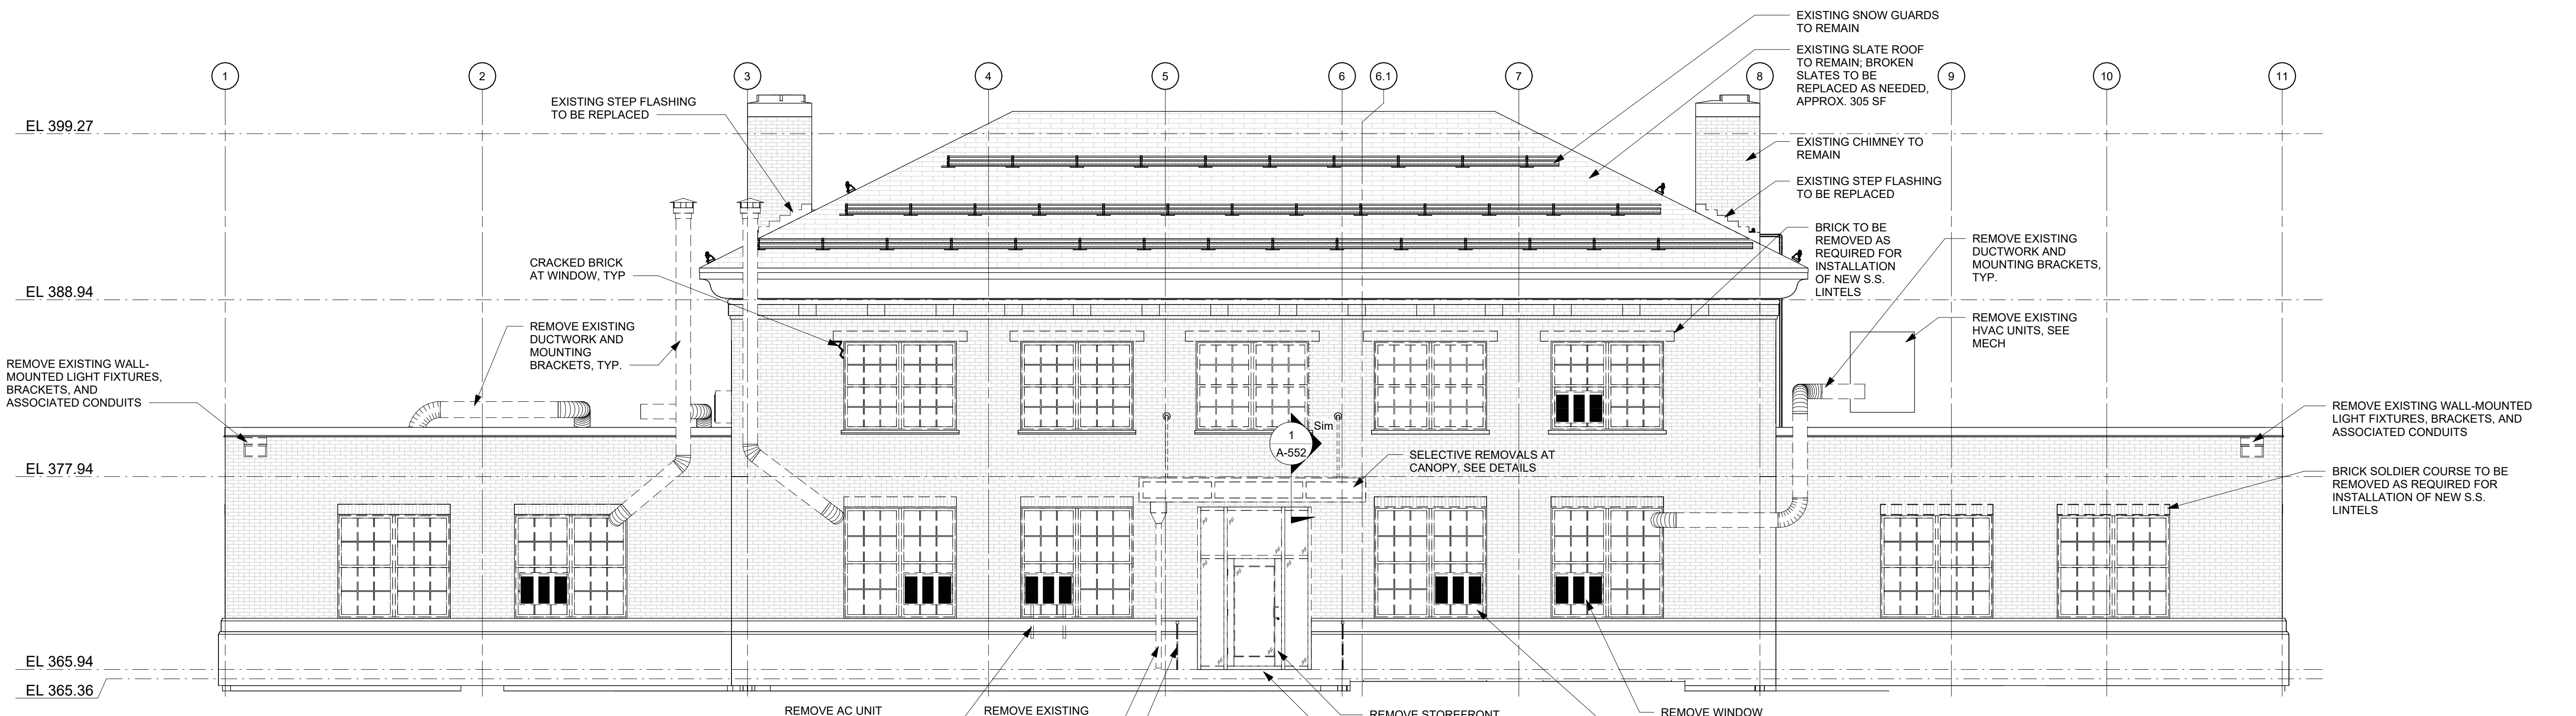 EXISTING SNOW GUARDS
TO REMAIN
EXISTING SLATE ROOF
TO REMAIN; BROKEN
SLATES TO BE
REPLACED AS NEEDED,
APPROX. 305 SF
1
2
3
4
5
6
6.1
7
8
9
10
11
EXISTING STEP FLASHING
TO BE REPLACED
EL 399.27
EXISTING CHIMNEY TO
REMAIN
EXISTING STEP FLASHING
TO BE REPLACED
BRICK TO BE
REMOVED AS
REQUIRED FOR
INSTALLATION
OF NEW S.S.
LINTELS
REMOVE EXISTING
DUCTWORK AND
MOUNTING BRACKETS,
TYP.
CRACKED BRICK
AT WINDOW, TYP
EL 388.94
REMOVE EXISTING
DUCTWORK AND
MOUNTING
BRACKETS, TYP.
REMOVE EXISTING
HVAC UNITS, SEE
MECH
REMOVE EXISTING WALL-
MOUNTED LIGHT FIXTURES,
BRACKETS, AND
ASSOCIATED CONDUITS
REMOVE EXISTING WALL-MOUNTED
LIGHT FIXTURES, BRACKETS, AND
ASSOCIATED CONDUITS
Sim
1
A-552
SELECTIVE REMOVALS AT
CANOPY, SEE DETAILS
EL 377.94
BRICK SOLDIER COURSE TO BE
REMOVED AS REQUIRED FOR
INSTALLATION OF NEW S.S.
LINTELS
EL 365.94
EL 365.36
REMOVE AC UNIT
REMOVE EXISTING
REMOVE STOREFRONT
REMOVE WINDOW